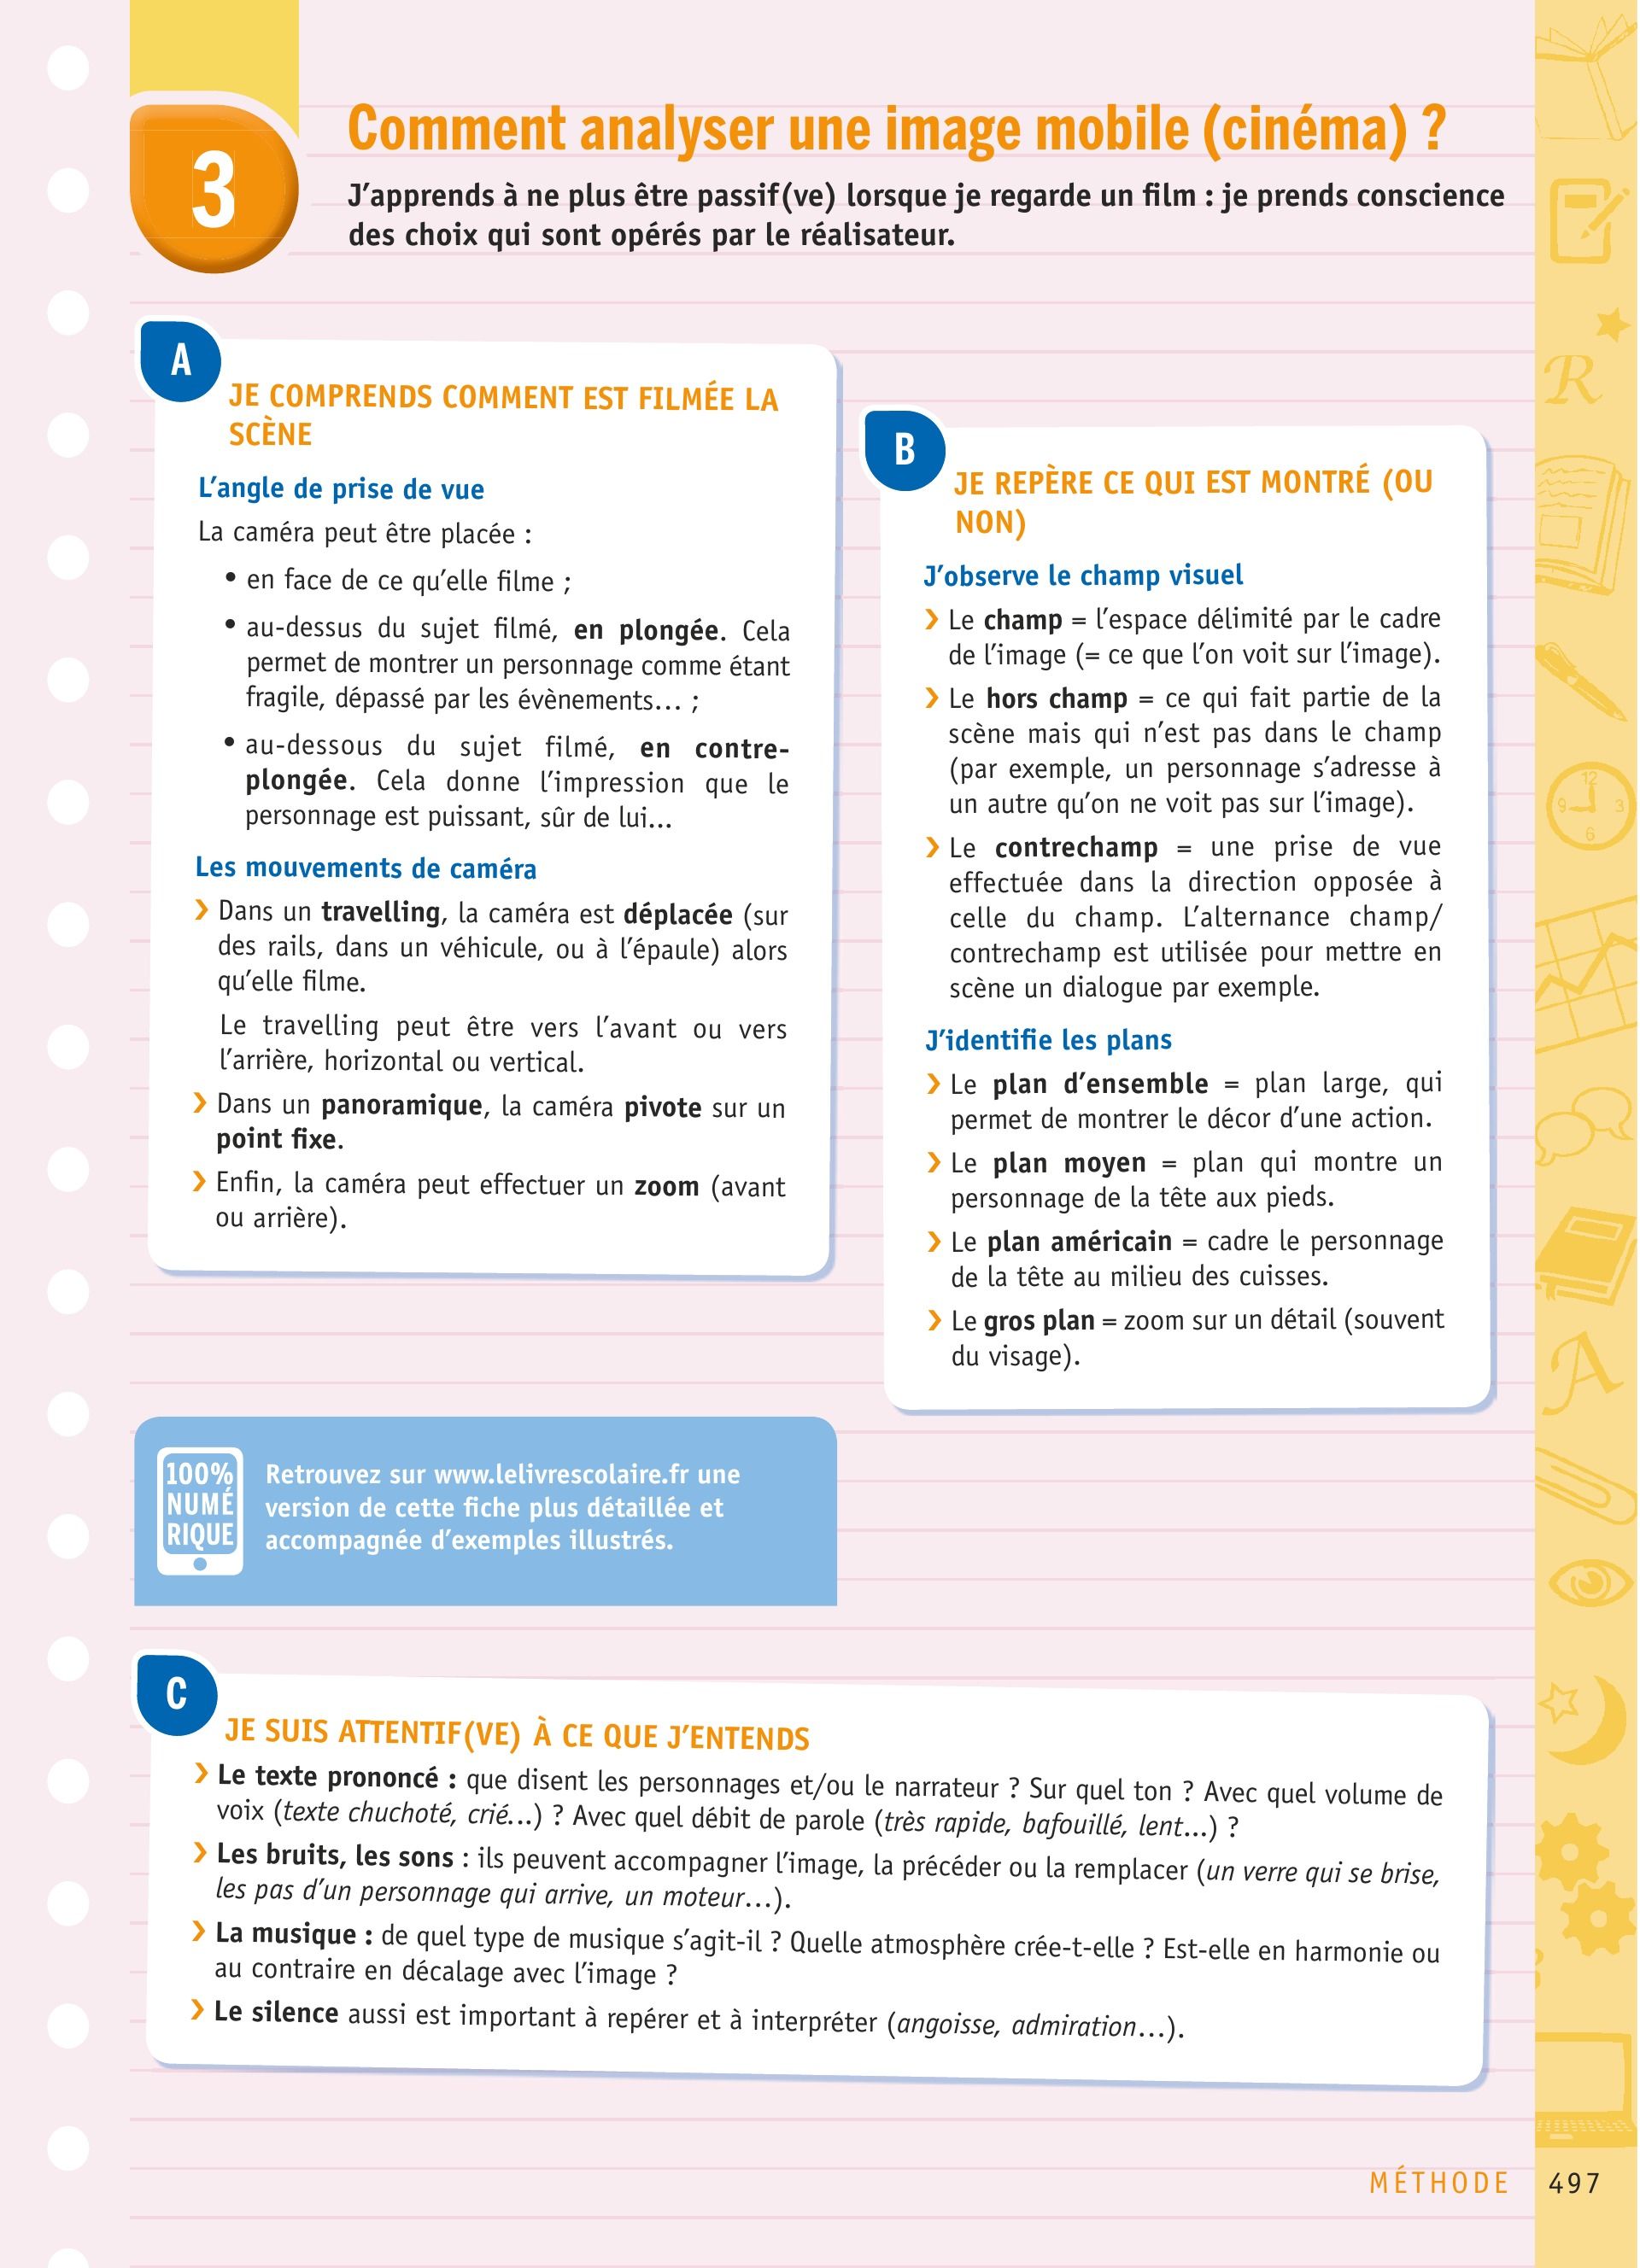 3
Comment analyser une image mobile (cinéma) ?
J’apprends à ne plus être passif(ve) lorsque je regarde un film : je prends conscience
des choix qui sont opérés par le réalisateur.
A
JE COMPRENDS COMMENT EST FILMÉE LA
SCÈNE
L’angle de prise de vue
La caméra peut être placée :
• en face de ce qu’elle filme ;
• au-dessus du sujet filmé, en plongée. Cela
permet de montrer un personnage comme étant
fragile, dépassé par les évènements... ;
• au-dessous du sujet filmé, en contre-
plongée. Cela donne l’impression que le
personnage est puissant, sûr de lui...
Les mouvements de caméra
❯ Dans un travelling, la caméra est déplacée (sur
des rails, dans un véhicule, ou à l’épaule) alors
qu’elle filme.
Le travelling peut être vers l’avant ou vers
l’arrière, horizontal ou vertical.
❯ Dans un panoramique, la caméra pivote sur un
point fixe.
❯ Enfin, la caméra peut effectuer un zoom (avant
ou arrière).
B
JE REPÈRE CE QUI EST MONTRÉ (OU
NON)
J’observe le champ visuel
❯ Le champ = l’espace délimité par le cadre
de l’image (= ce que l’on voit sur l’image).
❯ Le hors champ = ce qui fait partie de la
scène mais qui n’est pas dans le champ
(par exemple, un personnage s’adresse à
un autre qu’on ne voit pas sur l’image).
❯ Le contrechamp = une prise de vue
effectuée dans la direction opposée à
celle du champ. L’alternance champ/
contrechamp est utilisée pour mettre en
scène un dialogue par exemple.
J’identifie les plans
❯ Le plan d’ensemble = plan large, qui
permet de montrer le décor d’une action.
❯ Le plan moyen = plan qui montre un
personnage de la tête aux pieds.
❯ Le plan américain = cadre le personnage
de la tête au milieu des cuisses.
❯ Le gros plan = zoom sur un détail (souvent
du visage).
100%
NUMÉ
RIQUE
Retrouvez sur www.lelivrescolaire.fr une
version de cette fiche plus détaillée et
accompagnée d’exemples illustrés.
C
JE SUIS ATTENTIF(VE) À CE QUE J’ENTENDS
❯ Le texte prononcé : que disent les personnages et/ou le narrateur ? Sur quel ton ? Avec quel volume de
voix (texte chuchoté, crié...) ? Avec quel débit de parole (très rapide, bafouillé, lent...) ?
❯ Les bruits, les sons : ils peuvent accompagner l’image, la précéder ou la remplacer (un verre qui se brise,
les pas d’un personnage qui arrive, un moteur...).
❯ La musique : de quel type de musique s’agit-il ? Quelle atmosphère crée-t-elle ? Est-elle en harmonie ou
au contraire en décalage avec l’image ?
❯ Le silence aussi est important à repérer et à interpréter (angoisse, admiration...).
R
12
9 3
6
A
MÉTHODE 497